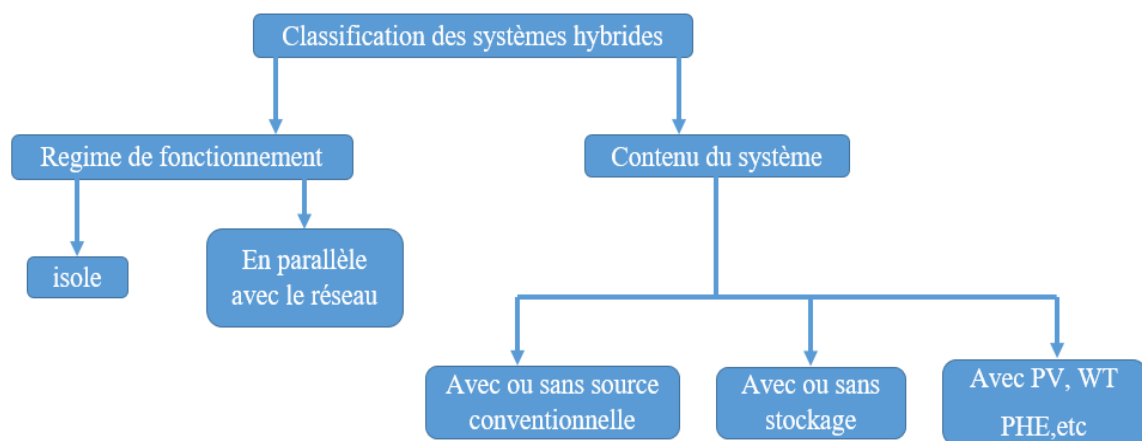 Classification des systèmes hybrides
Regime de fonctionnement
Contenu du système
isole
En parallèle
avec le réseau
Avec ou sans source
conventionnelle
Avec ou sans
stockage
Avec PV, WT
PHE,etc